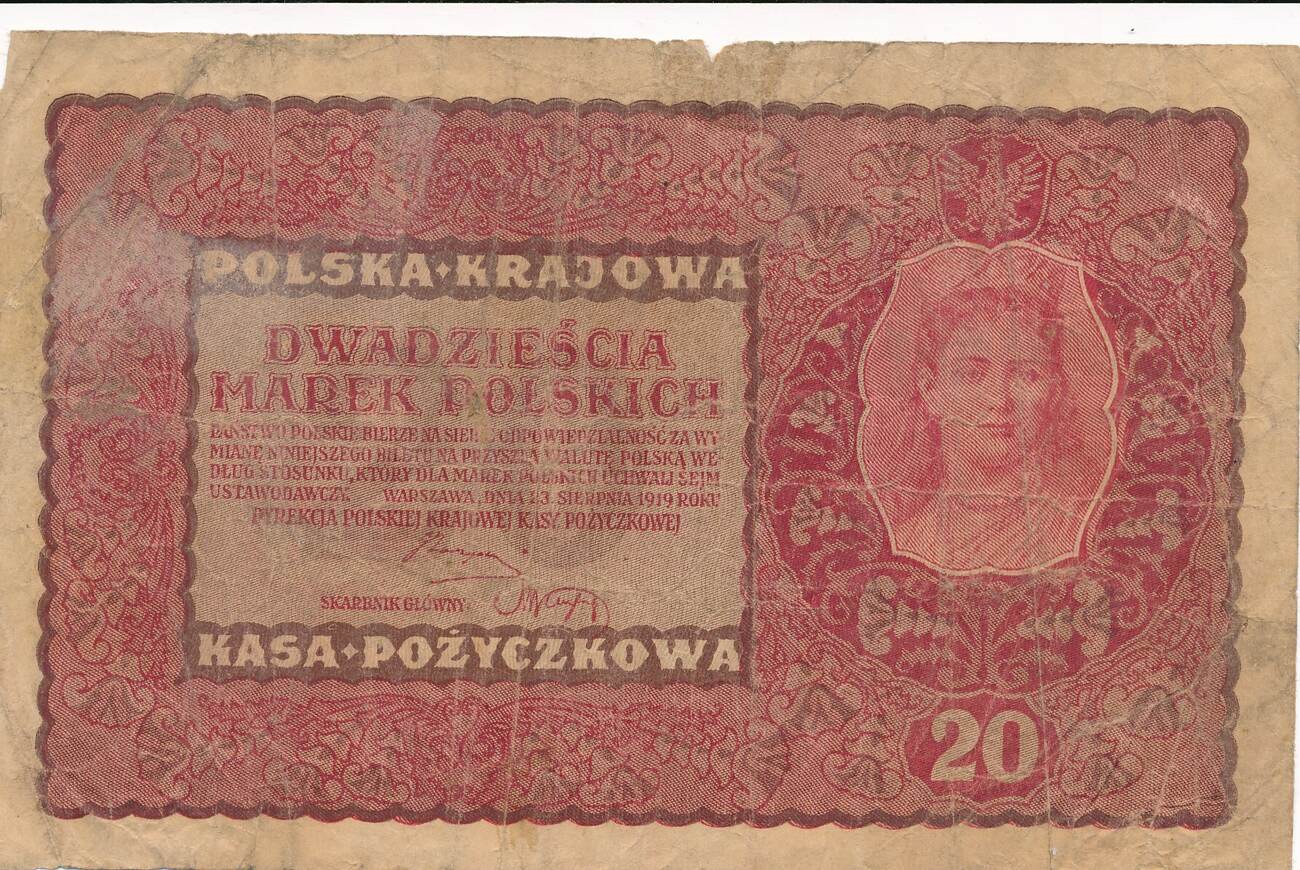 POLSKA·KRAJOWA
DWADZIEŚCIA
MAREK POLSKICH
PAŃSTWO POLSKIE BIERZE NA SIEBIE ODPOWIEDZIALNOŚĆ ZA WY
MIANĘ NINIEJSZEGO BILETU NA PRZYSZŁĄ WALUTĘ POLSKĄ WE-
DŁUG STOSUNKU, KTÓRY DLA MAREK POLSKICH UCHWALI SEJM
USTAWODAWCZY. WARSZAWA, DNIA 23 SIERPNIA 1919 ROKU
DYREKCJA POLSKIEJ KRAJOWEJ KASY POŻYCZKOWEJ
SKARBNIK GŁÓWNY:
KASA·POŻYCZKOWA
20